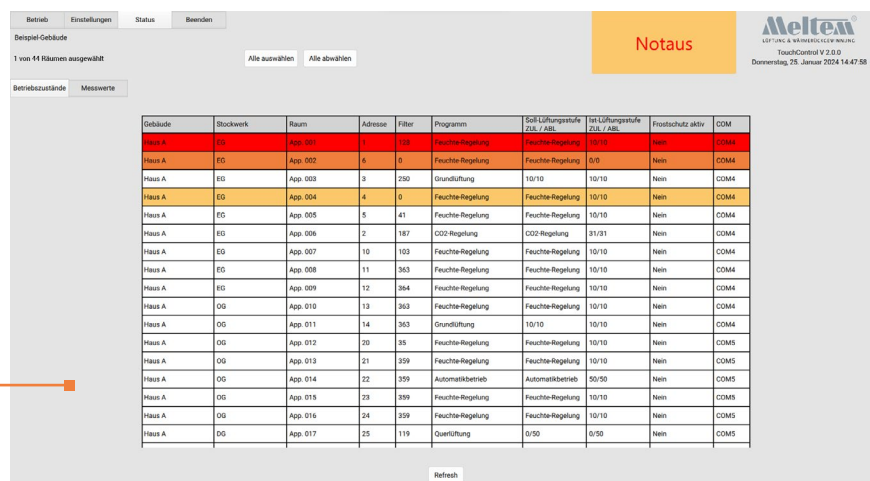 Betrieb Einstellungen Status Beenden
Beispiel-Gebäude
1 von 44 Räumen ausgewählt
Alle auswählen Alle abwählen
Notaus
Meltem
LÜFTUNG & WÄRMERÜCKGEWINNUNG
TouchControl V 2.0.0
Donnerstag, 25. Januar 2024 14:47:58
Betriebszustände Messwerte
Gebäude Stockwerk Raum Adresse Filter Programm Soll-Lüftungsstufe ZUL / ABL Ist-Lüftungsstufe ZUL / ABL Frostschutz aktiv COM
Haus A EG App. 001 1 Feuchte-Regelung Feuchte-Regelung 10/10 Nein COM4
Haus A EG App. 002 6 0 Feuchte-Regelung Feuchte-Regelung 0/0 Nein COM4
Haus A EG App. 003 3 250 Grundlüftung 10/10 10/10 Nein COM4
Haus A EG App. 004 4 0 Feuchte-Regelung Feuchte-Regelung 10/10 Nein COM4
Haus A EG App. 005 5 41 Feuchte-Regelung Feuchte-Regelung 10/10 Nein COM4
Haus A EG App. 006 2 187 CO2-Regelung CO2-Regelung 31/31 Nein COM4
Haus A EG App. 007 10 103 Feuchte-Regelung Feuchte-Regelung 10/10 Nein COM4
Haus A EG App. 008 11 363 Feuchte-Regelung Feuchte-Regelung 10/10 Nein COM4
Haus A EG App. 009 12 364 Feuchte-Regelung Feuchte-Regelung 10/10 Nein COM4
Haus A OG App. 010 13 363 Feuchte-Regelung Feuchte-Regelung 10/10 Nein COM4
Haus A OG App. 011 14 363 Grundlüftung 10/10 10/10 Nein COM4
Haus A OG App. 012 20 35 Feuchte-Regelung Feuchte-Regelung 10/10 Nein COM5
Haus A OG App. 013 21 359 Feuchte-Regelung Feuchte-Regelung 10/10 Nein COM5
Haus A OG App. 014 22 359 Automatikbetrieb Automatikbetrieb 50/50 Nein COM5
Haus A OG App. 015 23 359 Feuchte-Regelung Feuchte-Regelung 10/10 Nein COM5
Haus A OG App. 016 24 359 Feuchte-Regelung Feuchte-Regelung 10/10 Nein COM5
Haus A DG App. 017 25 119 Querlüftung 0/50 0/50 Nein COM5
Refresh